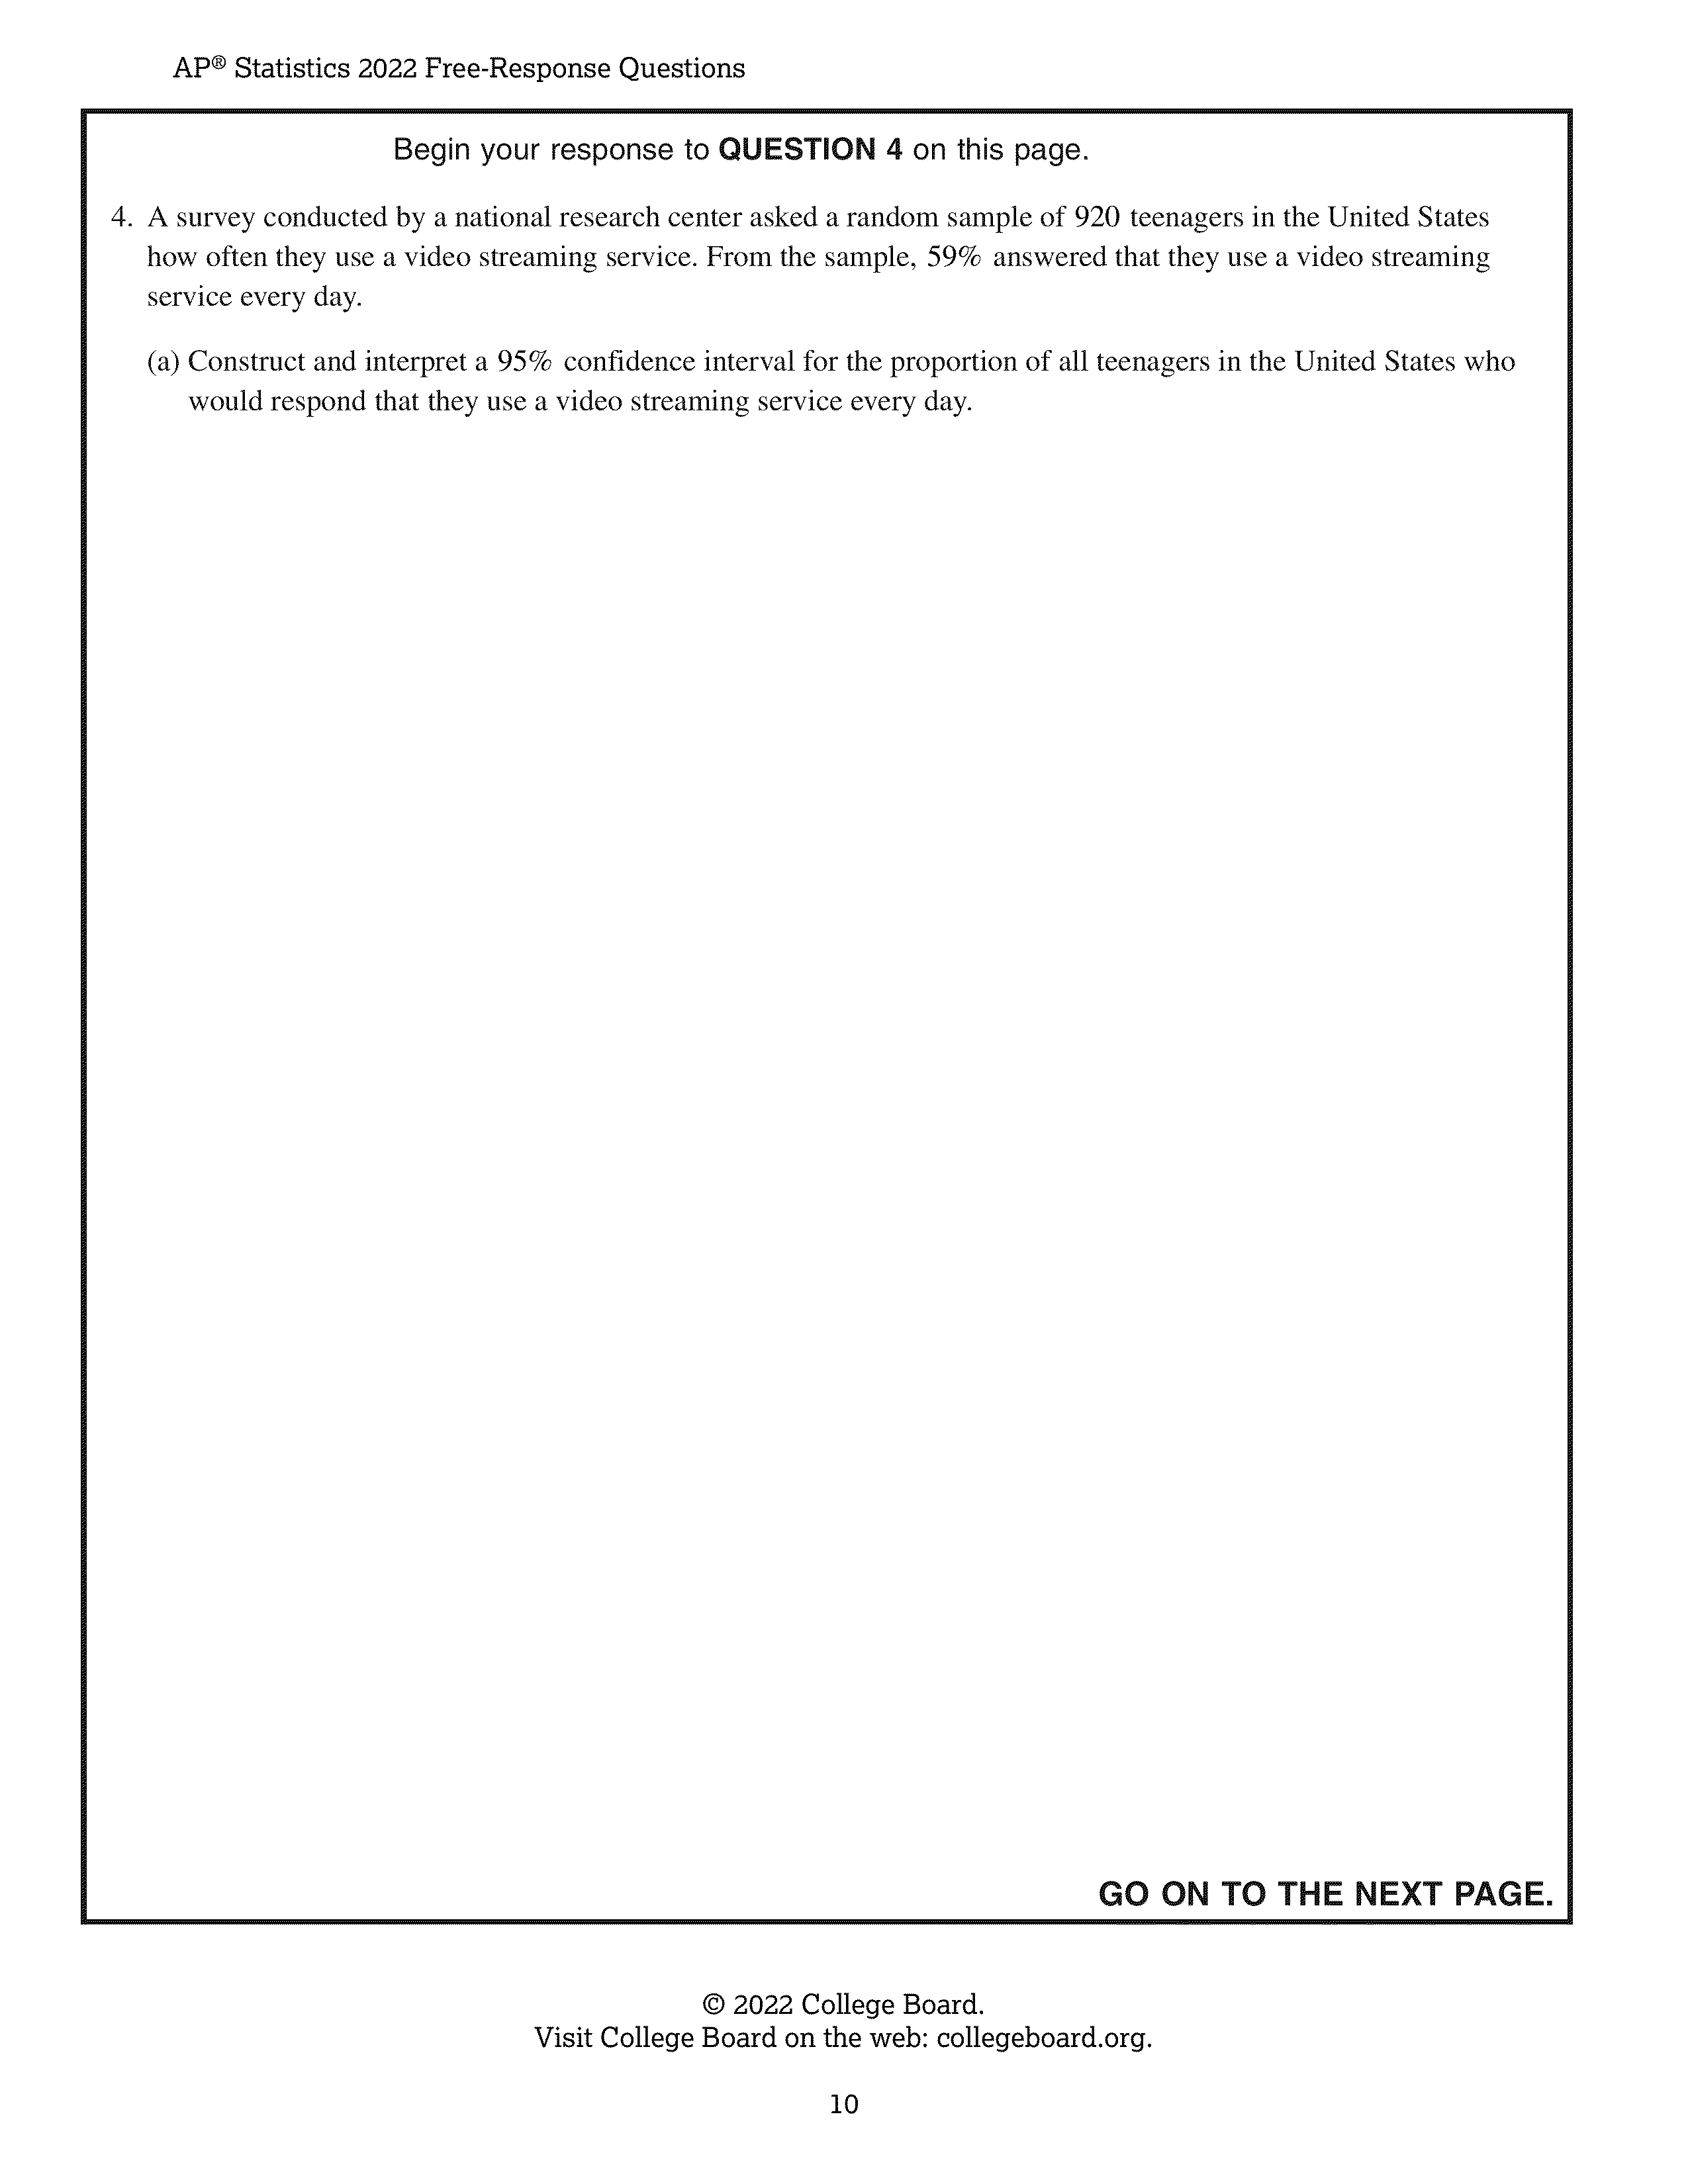 AP® Statistics 2022 Free-Response Questions
Begin your response to QUESTION 4 on this page.
4. A survey conducted by a national research center asked a random sample of 920 teenagers in the United States
how often they use a video streaming service. From the sample, 59% answered that they use a video streaming
service every day.
(a) Construct and interpret a 95% confidence interval for the proportion of all teenagers in the United States who
would respond that they use a video streaming service every day.
GO ON TO THE NEXT PAGE.
© 2022 College Board.
Visit College Board on the web: collegeboard.org.
10